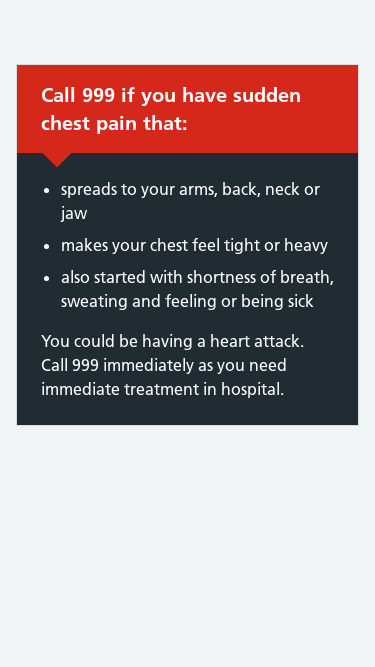 Call 999 if you have sudden
chest pain that:
• spreads to your arms, back, neck or
jaw
• makes your chest feel tight or heavy
• also started with shortness of breath,
sweating and feeling or being sick
You could be having a heart attack.
Call 999 immediately as you need
immediate treatment in hospital.